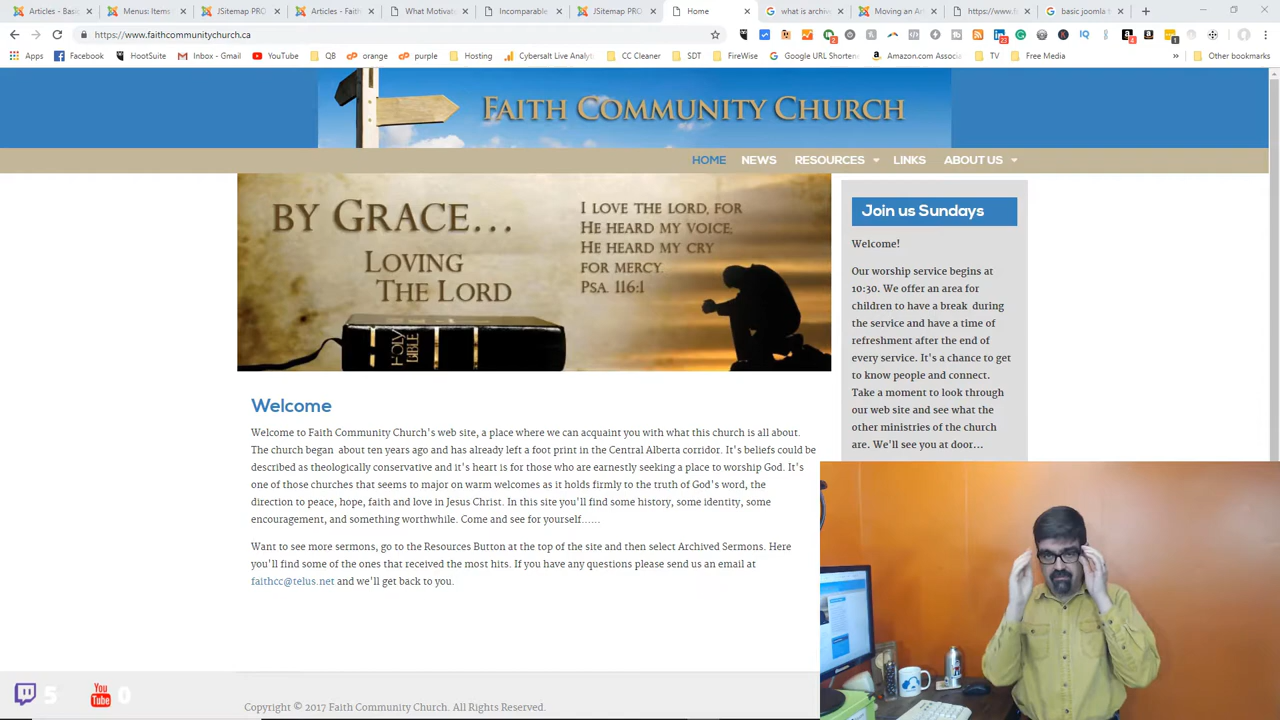 Articles - Basi
Menus: Items
JSitemap PRO
Articles - Faith
What Motivate
Incomparable
JSitemap PRO
Home
what is archiv
Moving an Art
https://www.f
basic joomla
https://www.faithcommunitychurch.ca
Apps
Facebook
HootSuite
Inbox - Gmail
YouTube
QB
orange
purple
Hosting
Cybersalt Live Analy
CC Cleaner
SDT
FireWise
Google URL Shorten
Amazon.com Associ
TV
Free Media
»
Other bookmarks
FAITH COMMUNITY CHURCH
HOME NEWS RESOURCES LINKS ABOUT US
BY GRACE...
LOVING
THE LORD
I LOVE THE LORD, FOR
HE HEARD MY VOICE,
HE HEARD MY CRY
FOR MERCY.
PSA. 116:1
HOLY
BIBLE
Join us Sundays
Welcome!
Our worship service begins at
10:30. We offer an area for
children to have a break during
the service and have a time of
refreshment after the end of
every service. It's a chance to get
to know people and connect.
Take a moment to look through
our web site and see what the
other ministries of the church
are. We'll see you at door...
Welcome
Welcome to Faith Community Church's web site, a place where we can acquaint you with what this church is all about.
The church began about ten years ago and has already left a foot print in the Central Alberta corridor. It's beliefs could be
described as theologically conservative and it's heart is for those who are earnestly seeking a place to worship God. It's
one of those churches that seems to major on warm welcomes as it holds firmly to the truth of God's word, the
direction to peace, hope, faith and love in Jesus Christ. In this site you'll find some history, some identity, some
encouragement, and something worthwhile. Come and see for yourself......
Want to see more sermons, go to the Resources Button at the top of the site and then select Archived Sermons. Here
you'll find some of the ones that received the most hits. If you have any questions please send us an email at
faithcc@telus.net and we'll get back to you.
5
You
Tube
0
Copyright © 2017 Faith Community Church. All Rights Reserved.